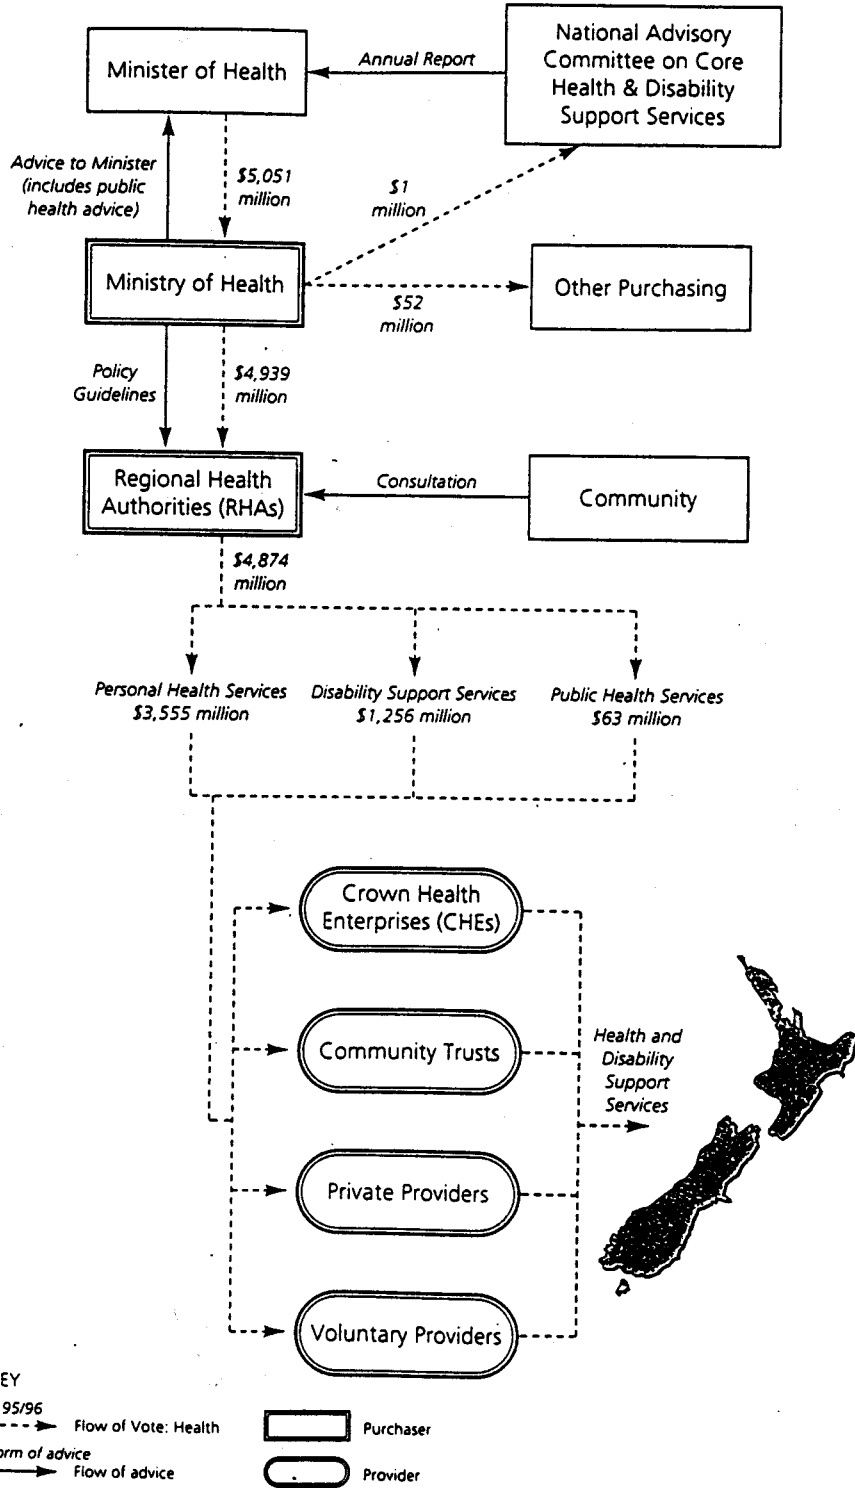 Minister of Health
Annual Report
National Advisory
Committee on Core
Health & Disability
Support Services
Advice to Minister
(includes public
health advice)
$5,051
million
$1
million
Ministry of Health
$52
million
Other Purchasing
Policy
Guidelines
$4,939
million
Regional Health
Authorities (RHAs)
Consultation
Community
$4,874
million
Personal Health Services
$3,555 million
Disability Support Services
$1,256 million
Public Health Services
$63 million
Crown Health
Enterprises (CHEs)
Community Trusts
Health and
Disability
Support
Services
Private Providers
Voluntary Providers
EY
95/96
Flow of Vote: Health
Purchaser
orm of advice
Flow of advice
Provider